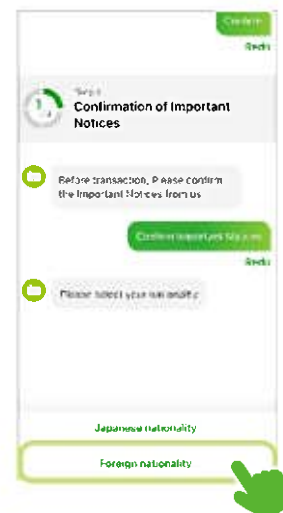 Confirm
Redo
Step 1
Confirmation of Important
Notices
Before transaction, Please confirm
the Important Notices from us
Confirm Important Notices
Redo
Please select your nationality
Japanese nationality
Foreign nationality